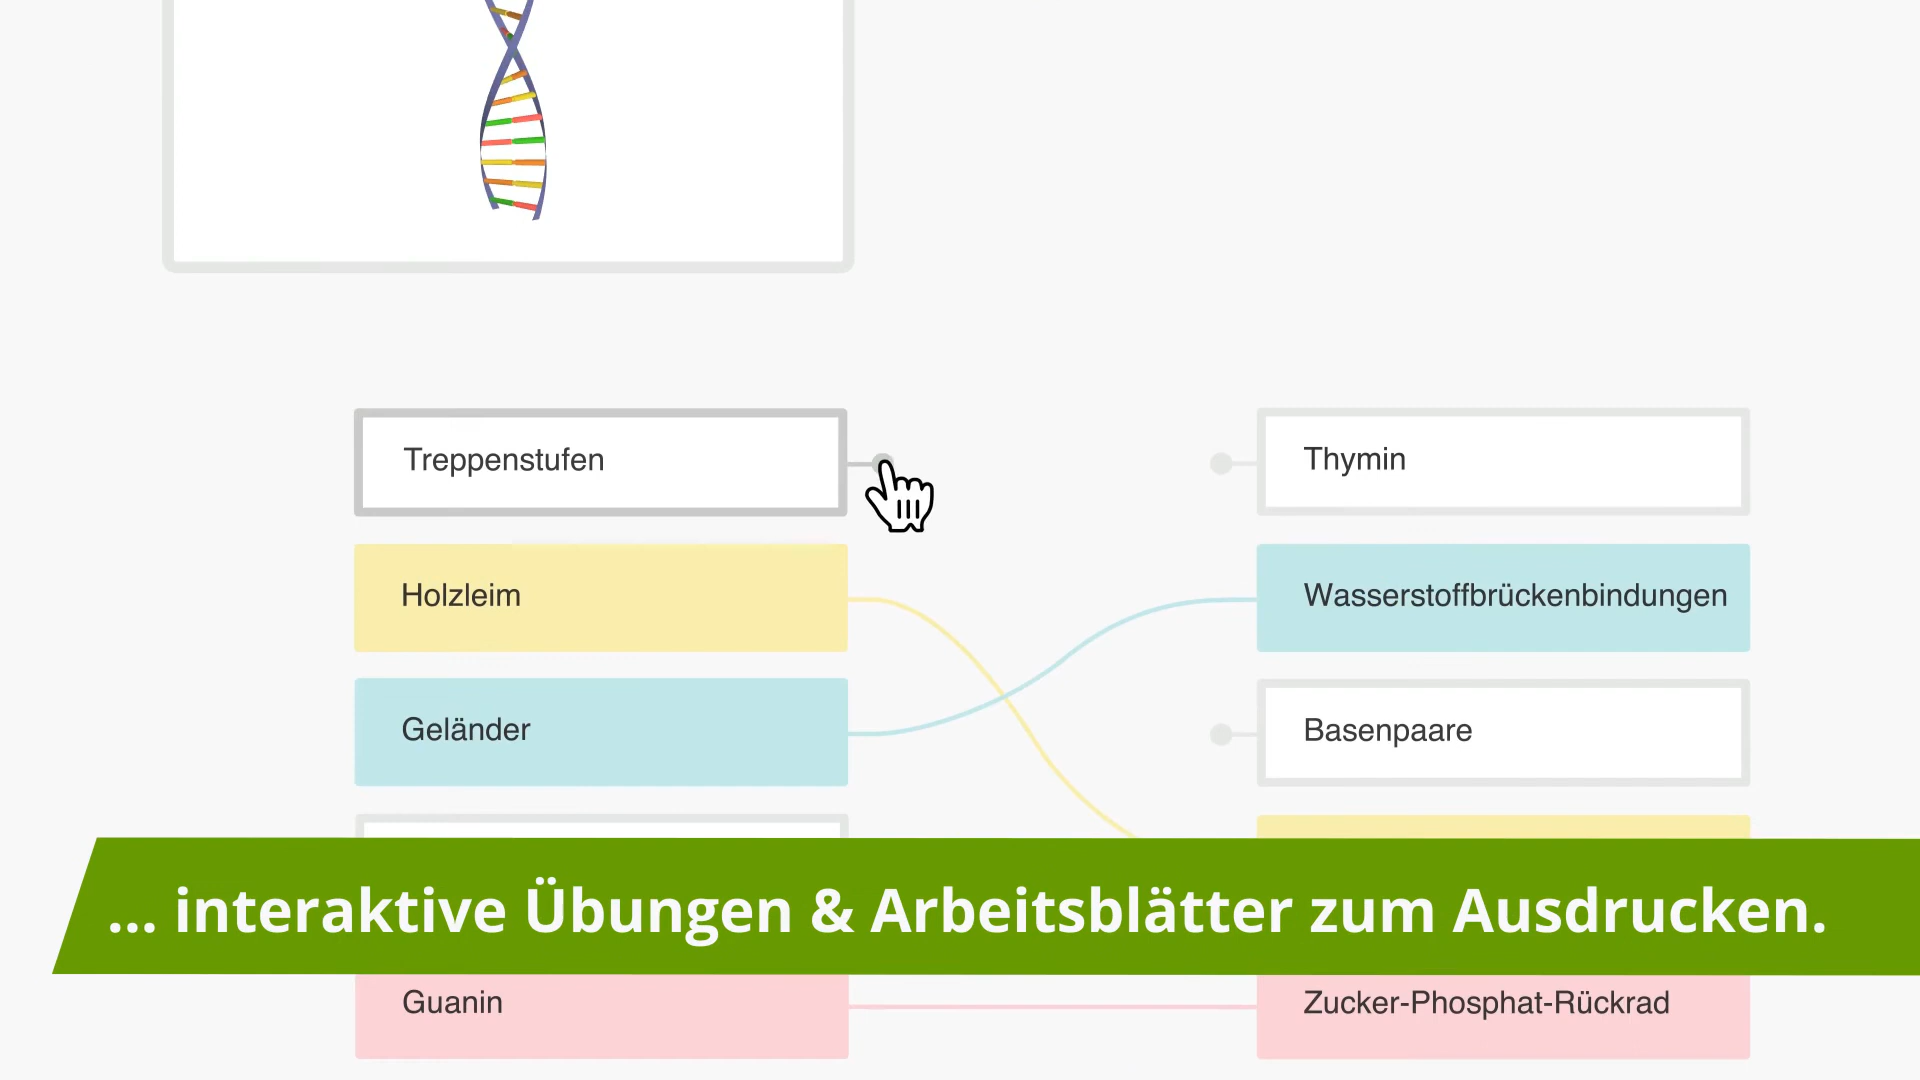 Treppenstufen
Thymin
Holzleim
Wasserstoffbrückenbindungen
Geländer
Basenpaare
... interaktive Übungen & Arbeitsblätter zum Ausdrucken.
Guanin
Zucker-Phosphat-Rückrad